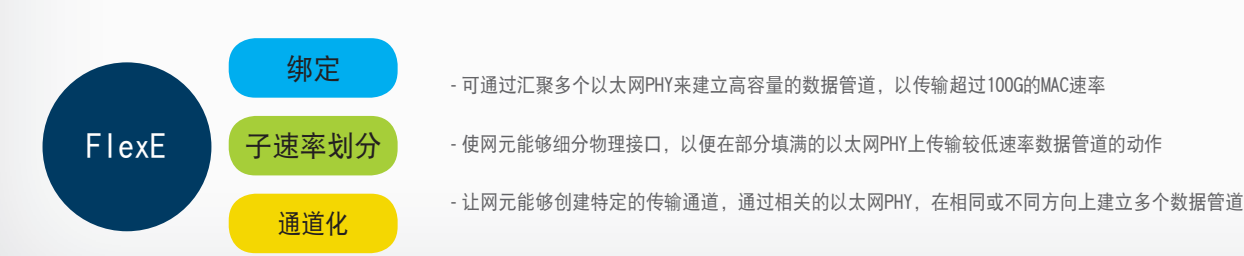 FlexE
绑定
- 可通过汇聚多个以太网PHY来建立高容量的数据管道，以传输超过100G的MAC速率
子速率划分
- 使网元能够细分物理接口，以便在部分填满的以太网PHY上传输较低速率数据管道的动作
通道化
- 让网元能够创建特定的传输通道，通过相关的以太网PHY，在相同或不同方向上建立多个数据管道